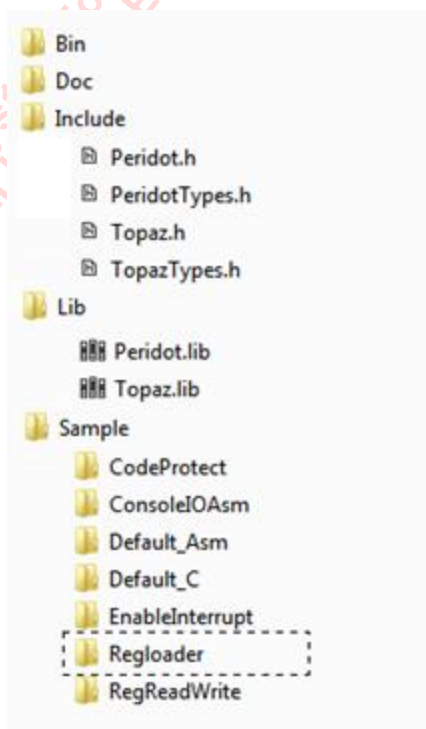 Bin
Doc
Include
Peridot.h
PeridotTypes.h
Topaz.h
TopazTypes.h
Lib
Peridot.lib
Topaz.lib
Sample
CodeProtect
ConsoleIOAsm
Default_Asm
Default_C
EnableInterrupt
Regloader
RegReadWrite